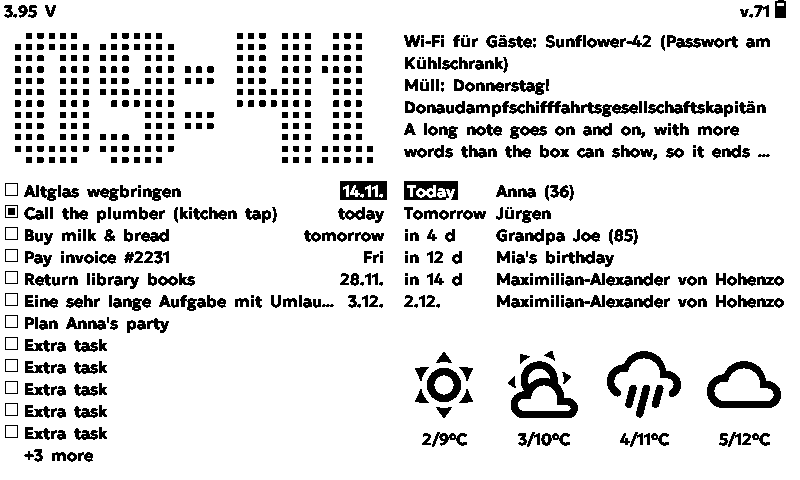 3.95 V
v.71
09:41
Wi-Fi für Gäste: Sunflower-42 (Passwort am
Kühlschrank)
Müll: Donnerstag!
Donaudampfschifffahrtsgesellschaftskapitän
A long note goes on and on, with more
words than the box can show, so it ends ...
Altglas wegbringen 14.11.
Call the plumber (kitchen tap) today
Buy milk & bread tomorrow
Pay invoice #2231 Fri
Return library books 28.11.
Eine sehr lange Aufgabe mit Umlau... 3.12.
Plan Anna's party
Extra task
Extra task
Extra task
Extra task
Extra task
+3 more
Today Anna (36)
Tomorrow Jürgen
in 4 d Grandpa Joe (85)
in 12 d Mia's birthday
in 14 d Maximilian-Alexander von Hohenzo
2.12. Maximilian-Alexander von Hohenzo
2/9°C 3/10°C 4/11°C 5/12°C